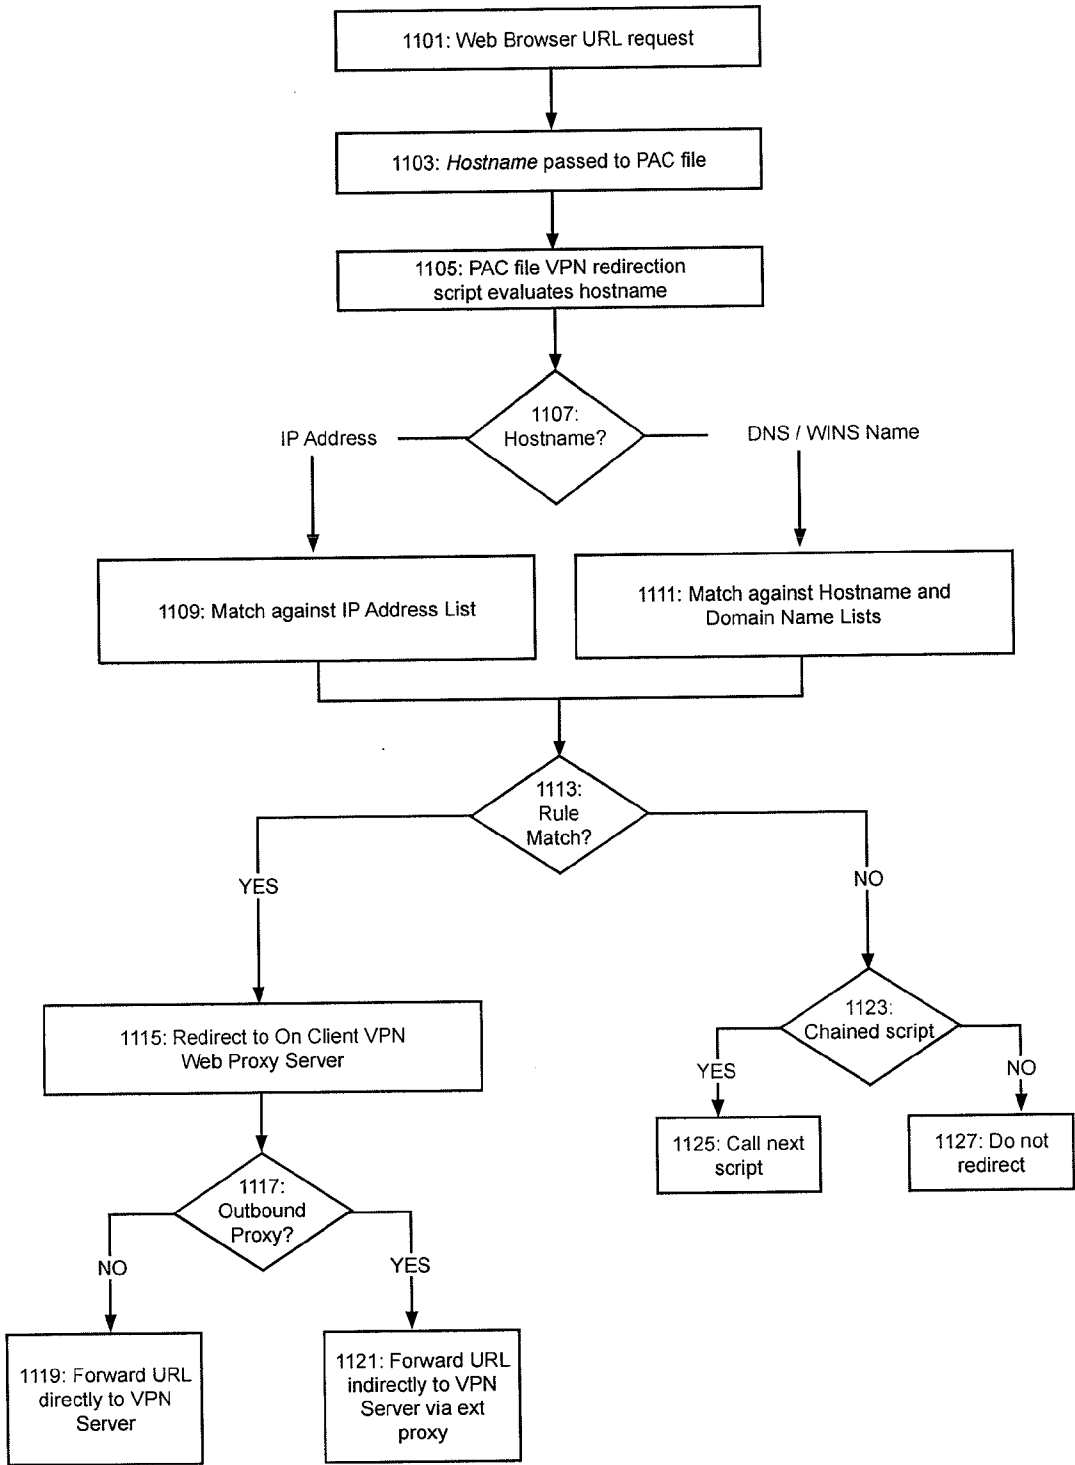 1101: Web Browser URL request
1103: Hostname passed to PAC file
1105: PAC file VPN redirection
script evaluates hostname
1107:
Hostname?
IP Address
DNS / WINS Name
1109: Match against IP Address List
1111: Match against Hostname and
Domain Name Lists
1113:
Rule
Match?
YES
NO
1115: Redirect to On Client VPN
Web Proxy Server
1123:
Chained script
YES
NO
1125: Call next
script
1127: Do not
redirect
1117:
Outbound
Proxy?
NO
YES
1119: Forward URL
directly to VPN
Server
1121: Forward URL
indirectly to VPN
Server via ext
proxy